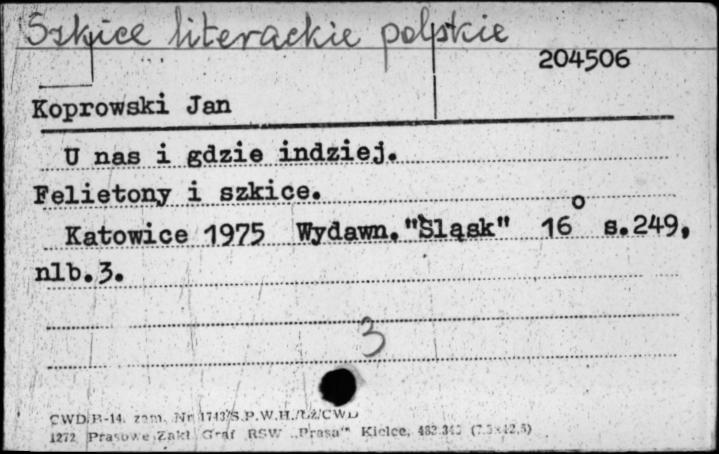 Szkice literackie polskie
204506
Koprowski Jan
U nas i gdzie indziej.
Felietony i szkice.
Katowice 1975 Wydawn."Śląsk" 16° s.249,
nlb.3.
3
CWD/B-14. zam. Nr 1743/S.P.W.H./ŁŻ/CWD
1272 Prasowe Zakł. Graf RSW „Prasa" Kielce,